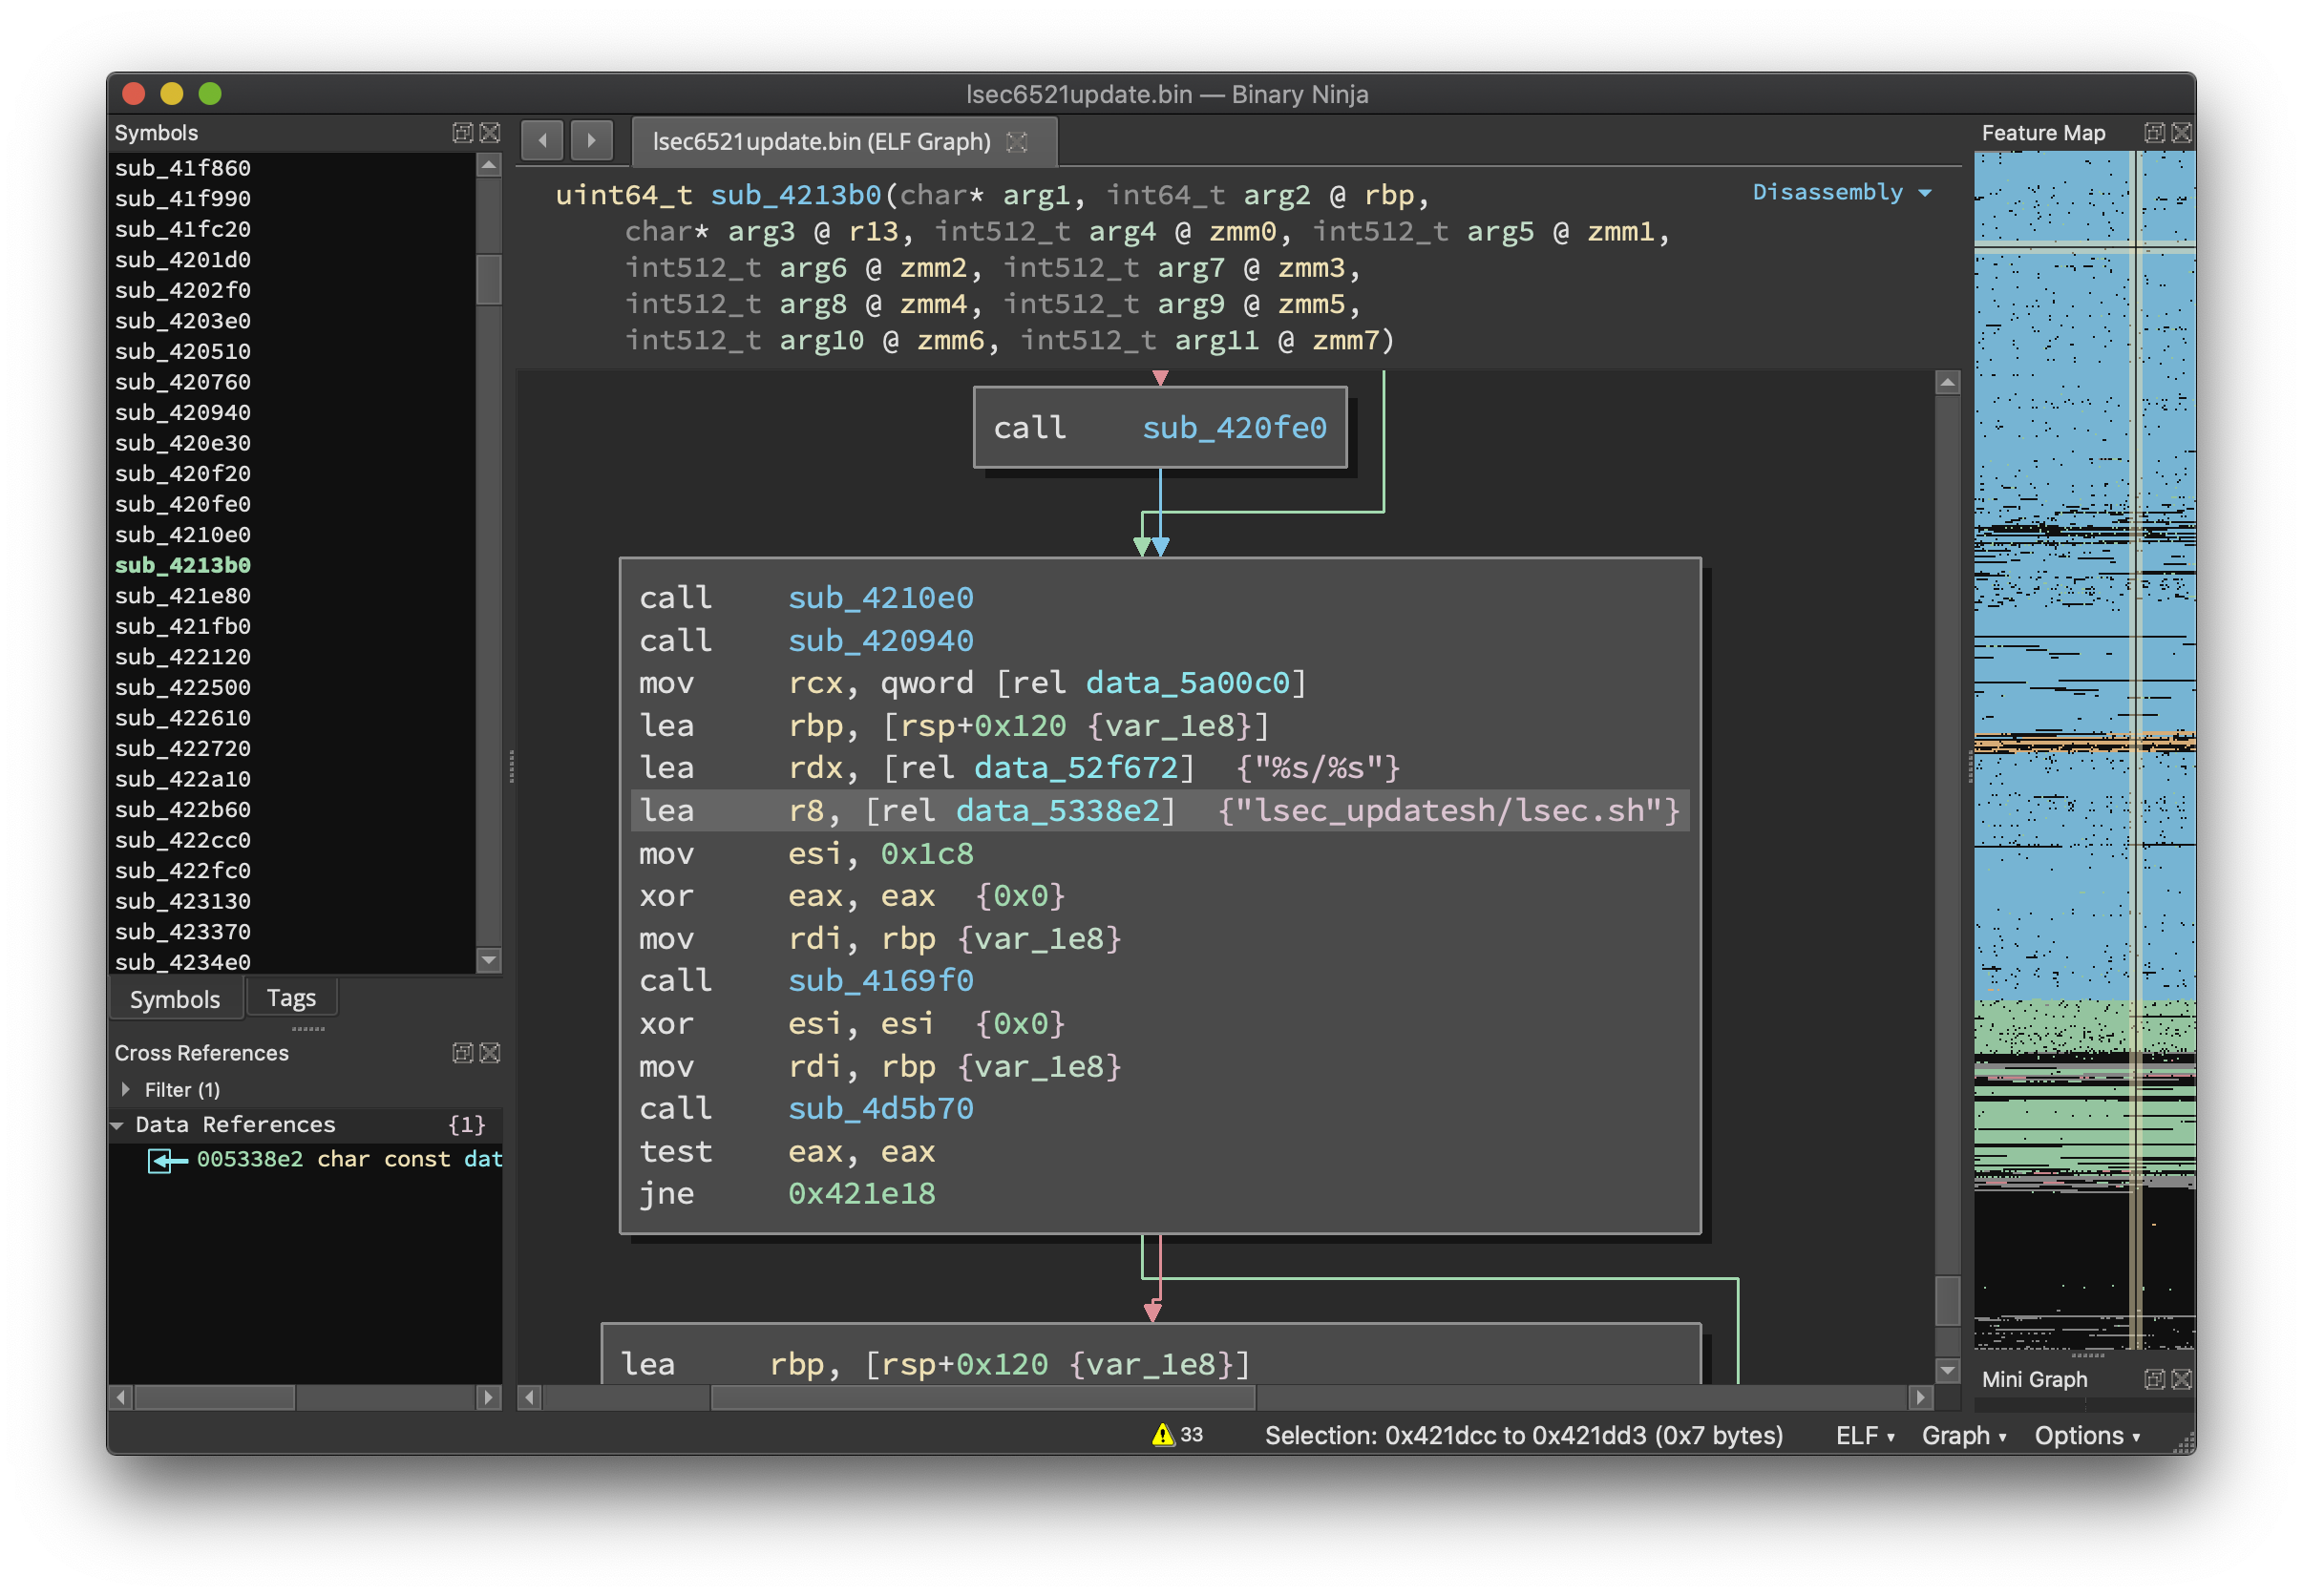 lsec6521update.bin — Binary Ninja
Symbols
sub_41f860
sub_41f990
sub_41fc20
sub_4201d0
sub_4202f0
sub_4203e0
sub_420510
sub_420760
sub_420940
sub_420e30
sub_420f20
sub_420fe0
sub_4210e0
sub_4213b0
sub_421e80
sub_421fb0
sub_422120
sub_422500
sub_422610
sub_422720
sub_422a10
sub_422b60
sub_422cc0
sub_422fc0
sub_423130
sub_423370
sub_4234e0
Symbols Tags
Cross References
Filter (1)
Data References {1}
005338e2 char const dat
lsec6521update.bin (ELF Graph)
uint64_t sub_4213b0(char* arg1, int64_t arg2 @ rbp,
char* arg3 @ r13, int512_t arg4 @ zmm0, int512_t arg5 @ zmm1,
int512_t arg6 @ zmm2, int512_t arg7 @ zmm3,
int512_t arg8 @ zmm4, int512_t arg9 @ zmm5,
int512_t arg10 @ zmm6, int512_t arg11 @ zmm7)
Disassembly
call sub_420fe0
call sub_4210e0
call sub_420940
mov rcx, qword [rel data_5a00c0]
lea rbp, [rsp+0x120 {var_1e8}]
lea rdx, [rel data_52f672] {"%s/%s"}
lea r8, [rel data_5338e2] {"lsec_updatesh/lsec.sh"}
mov esi, 0x1c8
xor eax, eax {0x0}
mov rdi, rbp {var_1e8}
call sub_4169f0
xor esi, esi {0x0}
mov rdi, rbp {var_1e8}
call sub_4d5b70
test eax, eax
jne 0x421e18
lea rbp, [rsp+0x120 {var_1e8}]
Feature Map
Mini Graph
33 Selection: 0x421dcc to 0x421dd3 (0x7 bytes) ELF Graph Options